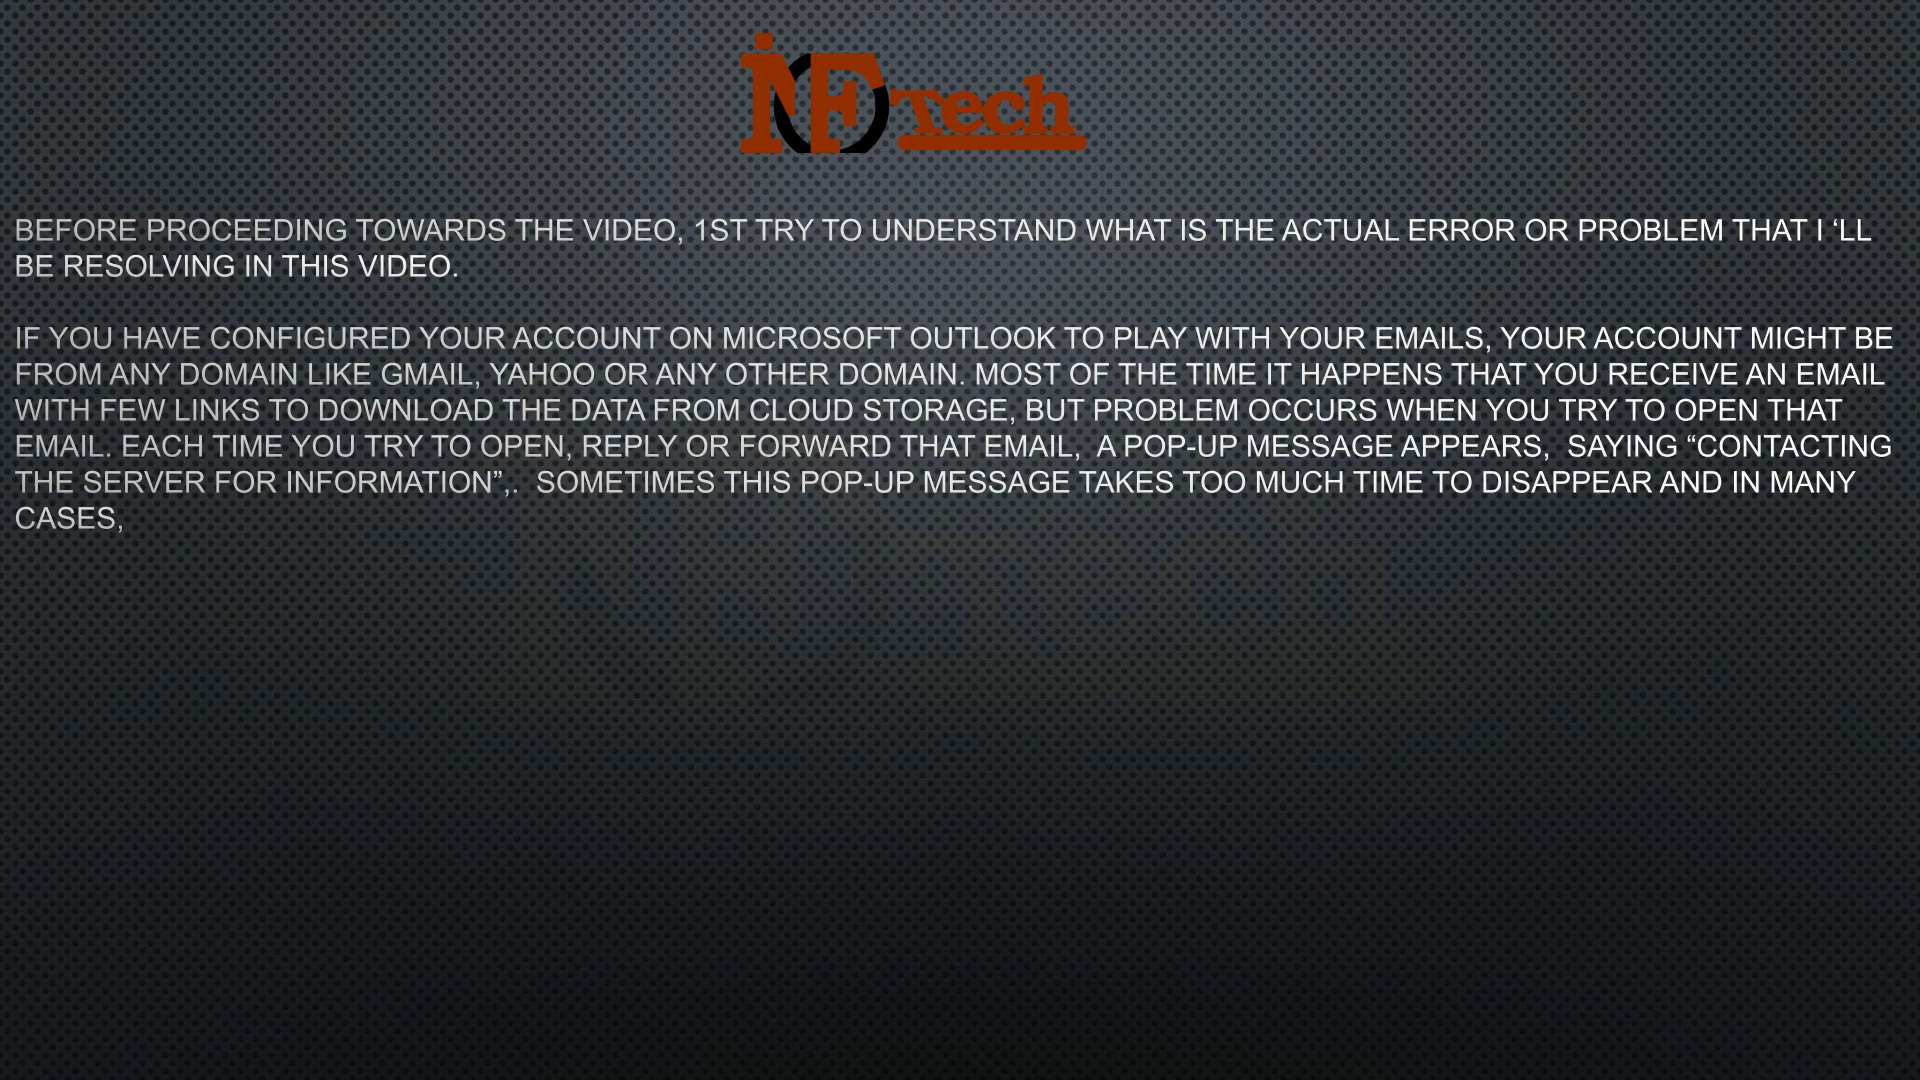 iNFOTech
BEFORE PROCEEDING TOWARDS THE VIDEO, 1ST TRY TO UNDERSTAND WHAT IS THE ACTUAL ERROR OR PROBLEM THAT I ‘LL
BE RESOLVING IN THIS VIDEO.
IF YOU HAVE CONFIGURED YOUR ACCOUNT ON MICROSOFT OUTLOOK TO PLAY WITH YOUR EMAILS, YOUR ACCOUNT MIGHT BE
FROM ANY DOMAIN LIKE GMAIL, YAHOO OR ANY OTHER DOMAIN. MOST OF THE TIME IT HAPPENS THAT YOU RECEIVE AN EMAIL
WITH FEW LINKS TO DOWNLOAD THE DATA FROM CLOUD STORAGE, BUT PROBLEM OCCURS WHEN YOU TRY TO OPEN THAT
EMAIL. EACH TIME YOU TRY TO OPEN, REPLY OR FORWARD THAT EMAIL,  A POP-UP MESSAGE APPEARS,  SAYING “CONTACTING
THE SERVER FOR INFORMATION”,.  SOMETIMES THIS POP-UP MESSAGE TAKES TOO MUCH TIME TO DISAPPEAR AND IN MANY
CASES,